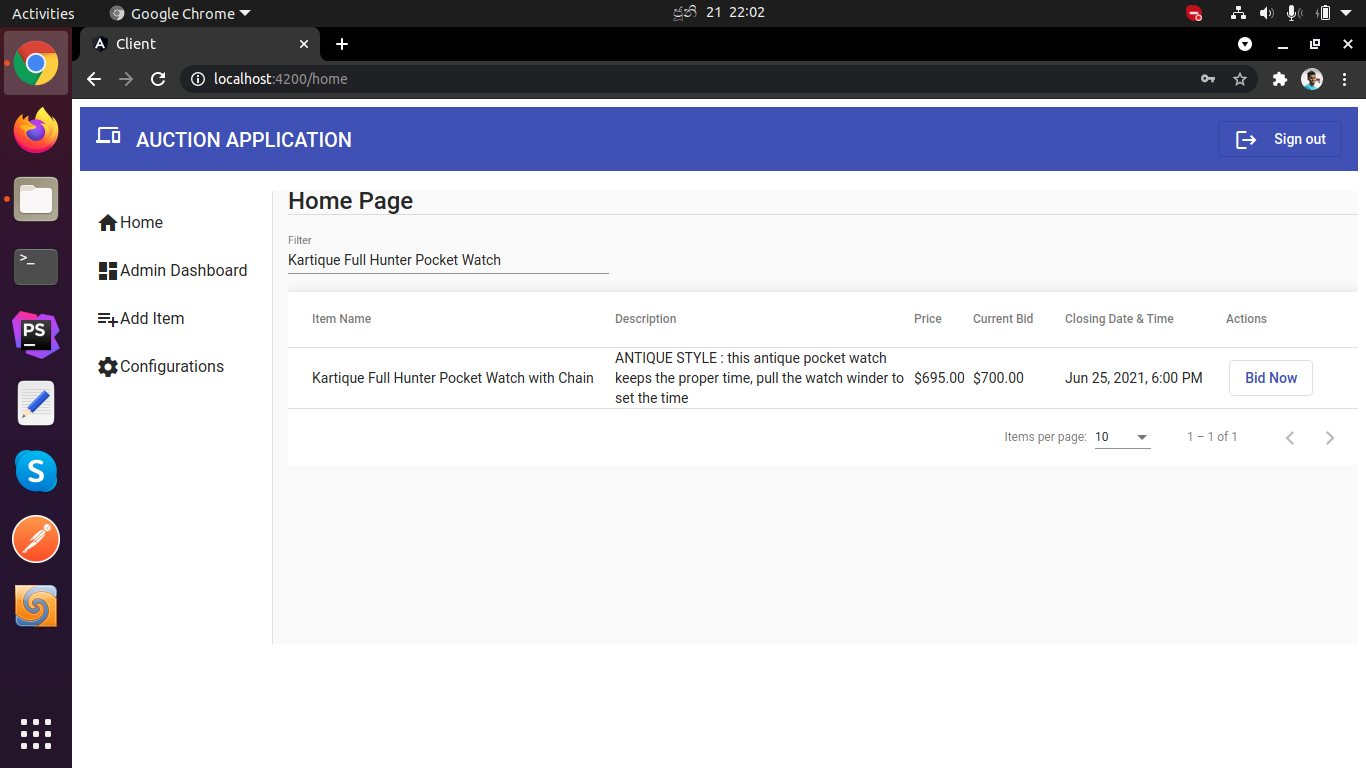 Activities
Google Chrome
ජූනි 21 22:02
Client
localhost:4200/home
AUCTION APPLICATION
Sign out
Home
Admin Dashboard
Add Item
Configurations
Home Page
Filter
Kartique Full Hunter Pocket Watch
Item Name Description Price Current Bid Closing Date & Time Actions
Kartique Full Hunter Pocket Watch with Chain
ANTIQUE STYLE : this antique pocket watch
keeps the proper time, pull the watch winder to
set the time
$695.00 $700.00 Jun 25, 2021, 6:00 PM Bid Now
Items per page: 10 1 – 1 of 1
>_
PS
S